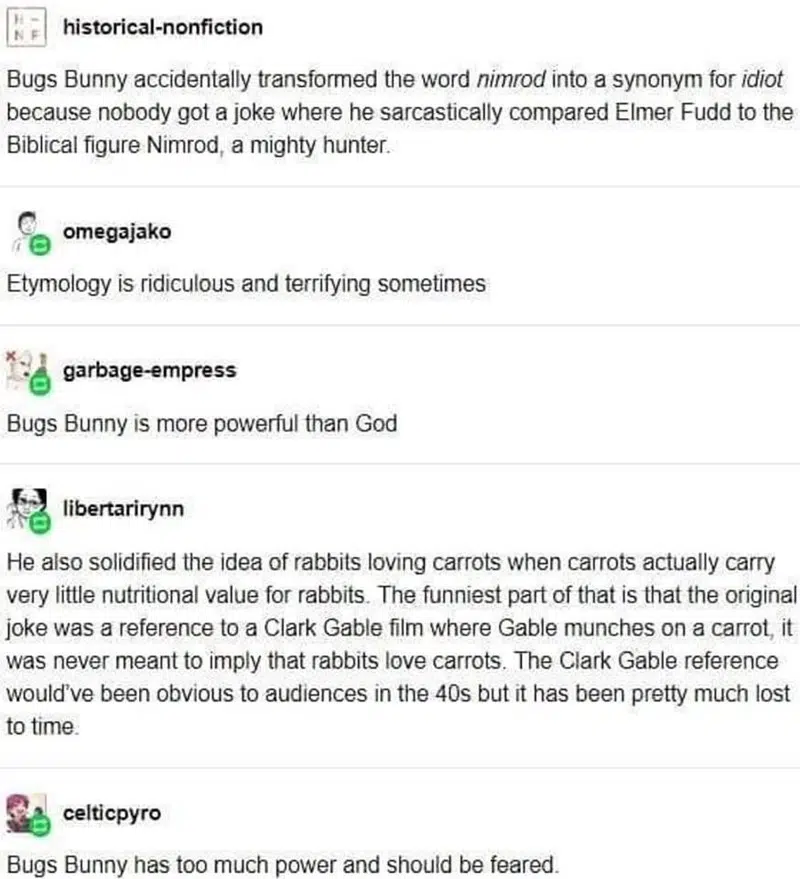 H -
N F
historical-nonfiction
Bugs Bunny accidentally transformed the word nimrod into a synonym for idiot
because nobody got a joke where he sarcastically compared Elmer Fudd to the
Biblical figure Nimrod, a mighty hunter.
omegajako
Etymology is ridiculous and terrifying sometimes
garbage-empress
Bugs Bunny is more powerful than God
libertarirynn
He also solidified the idea of rabbits loving carrots when carrots actually carry
very little nutritional value for rabbits. The funniest part of that is that the original
joke was a reference to a Clark Gable film where Gable munches on a carrot, it
was never meant to imply that rabbits love carrots. The Clark Gable reference
would've been obvious to audiences in the 40s but it has been pretty much lost
to time.
celticpyro
Bugs Bunny has too much power and should be feared.